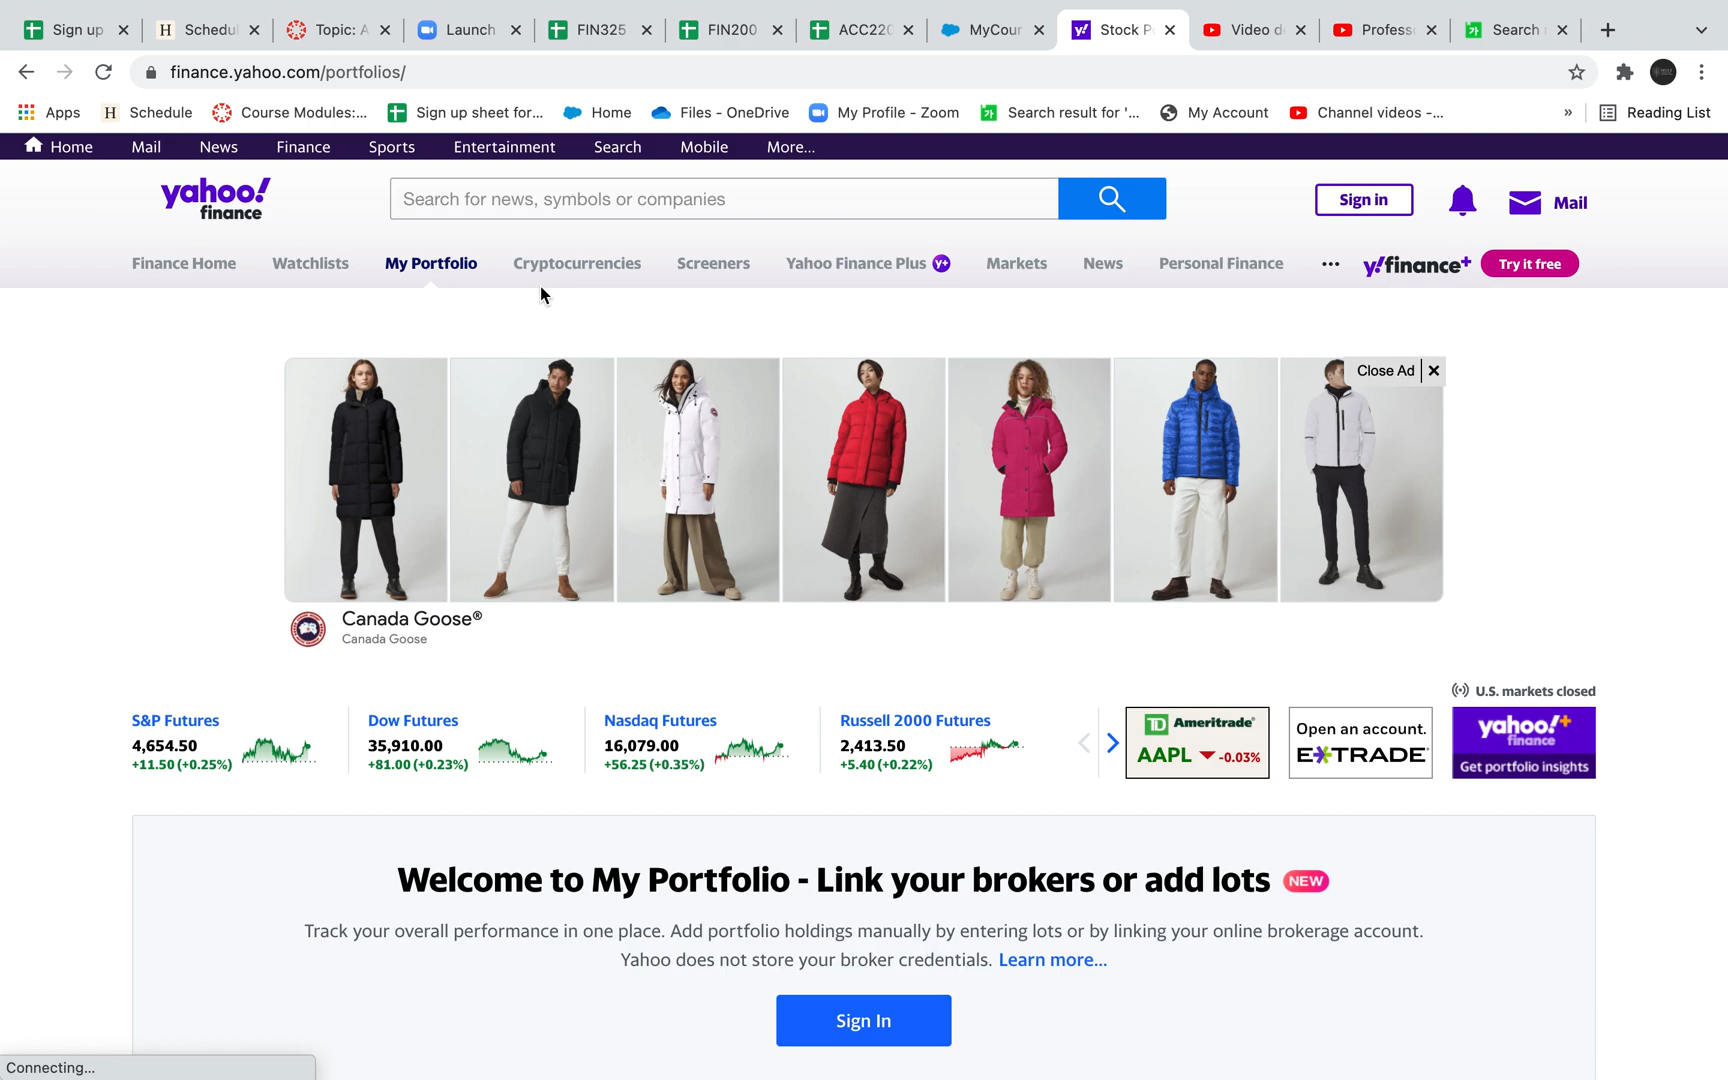 Sign up
Schedul
Topic: A
Launch
FIN325
FIN200
ACC220
MyCour
Stock P
Video d
Profess
Search
finance.yahoo.com/portfolios/
Apps
H Schedule
Course Modules:...
Sign up sheet for...
Home
Files - OneDrive
My Profile - Zoom
Search result for '...
My Account
Channel videos -...
»
Reading List
Home Mail News Finance Sports Entertainment Search Mobile More...
yahoo!
finance
Search for news, symbols or companies
Sign in
Mail
Finance Home Watchlists My Portfolio Cryptocurrencies Screeners Yahoo Finance Plus y+ Markets News Personal Finance ... y!finance+ Try it free
Close Ad
Canada Goose®
Canada Goose
U.S. markets closed
S&P Futures
4,654.50
+11.50 (+0.25%)
Dow Futures
35,910.00
+81.00 (+0.23%)
Nasdaq Futures
16,079.00
+56.25 (+0.35%)
Russell 2000 Futures
2,413.50
+5.40 (+0.22%)
TD Ameritrade
AAPL -0.03%
Open an account.
E*TRADE
yahoo!+
finance
Get portfolio insights
Welcome to My Portfolio - Link your brokers or add lots NEW
Track your overall performance in one place. Add portfolio holdings manually by entering lots or by linking your online brokerage account.
Yahoo does not store your broker credentials. Learn more...
Sign In
Connecting...